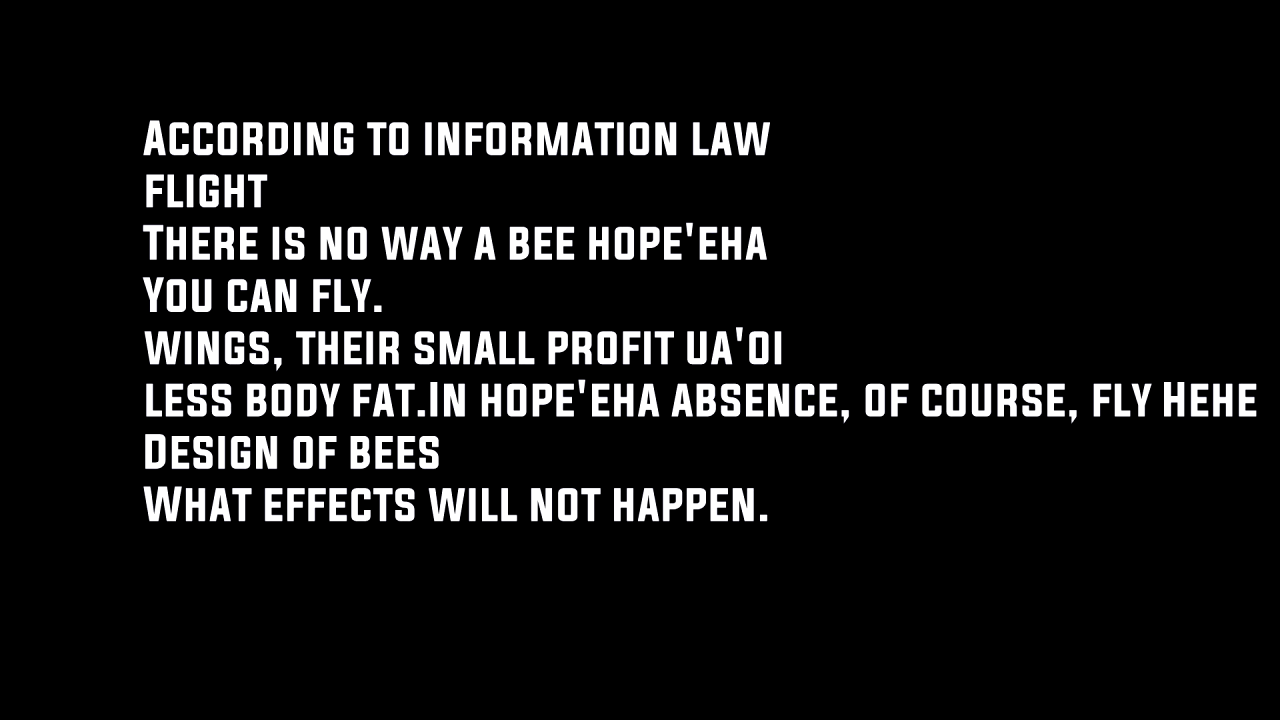 According to information law
flight
There is no way a bee hope'eha
You can fly.
wings, their small profit ua'oi
less body fat.In hope'eha absence, of course, fly Hehe
Design of bees
What effects will not happen.